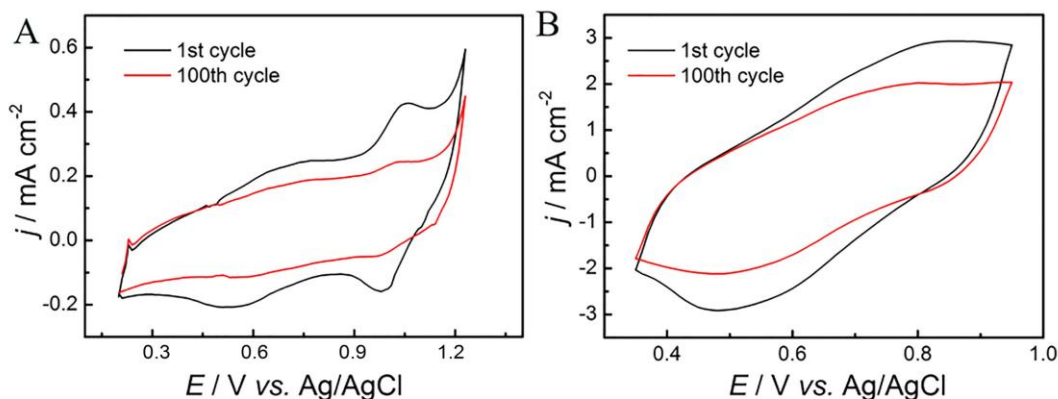 A
1st cycle
100th cycle
j / mA cm⁻²
0.6
0.4
0.2
0.0
-0.2
0.3
0.6
0.9
1.2
E / V vs. Ag/AgCl
B
1st cycle
100th cycle
j / mA cm⁻²
3
2
1
0
-1
-2
-3
0.4
0.6
0.8
1.0
E / V vs. Ag/AgCl